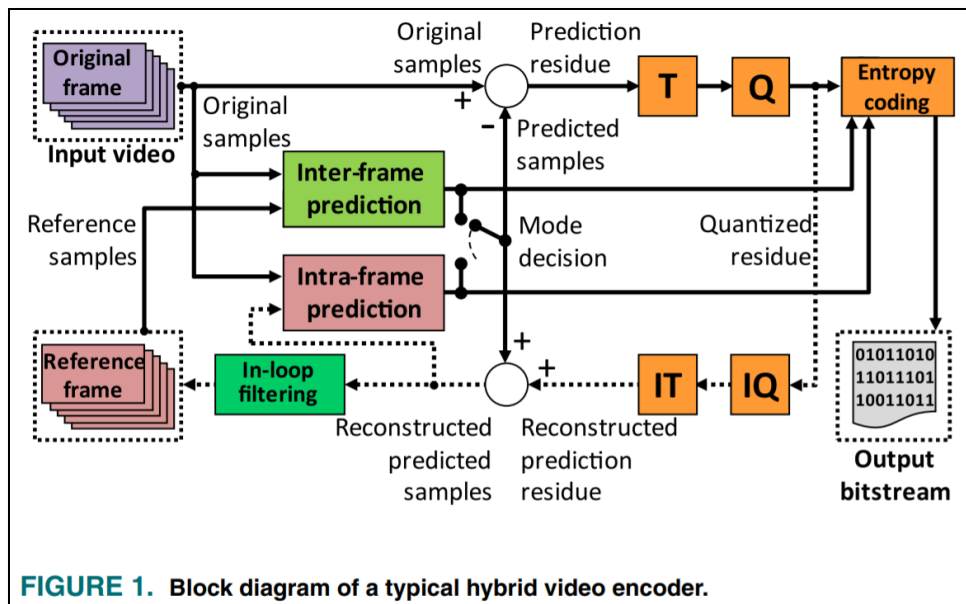 Original
frame
Input video
Original
samples
Original
samples
+
-
Prediction
residue
T
Q
Entropy
coding
Predicted
samples
Inter-frame
prediction
Reference
samples
Mode
decision
Quantized
residue
Intra-frame
prediction
+
+
Reference
frame
In-loop
filtering
IT
IQ
Reconstructed
predicted
samples
Reconstructed
prediction
residue
01011010
11011101
10011011
Output
bitstream
FIGURE 1. Block diagram of a typical hybrid video encoder.